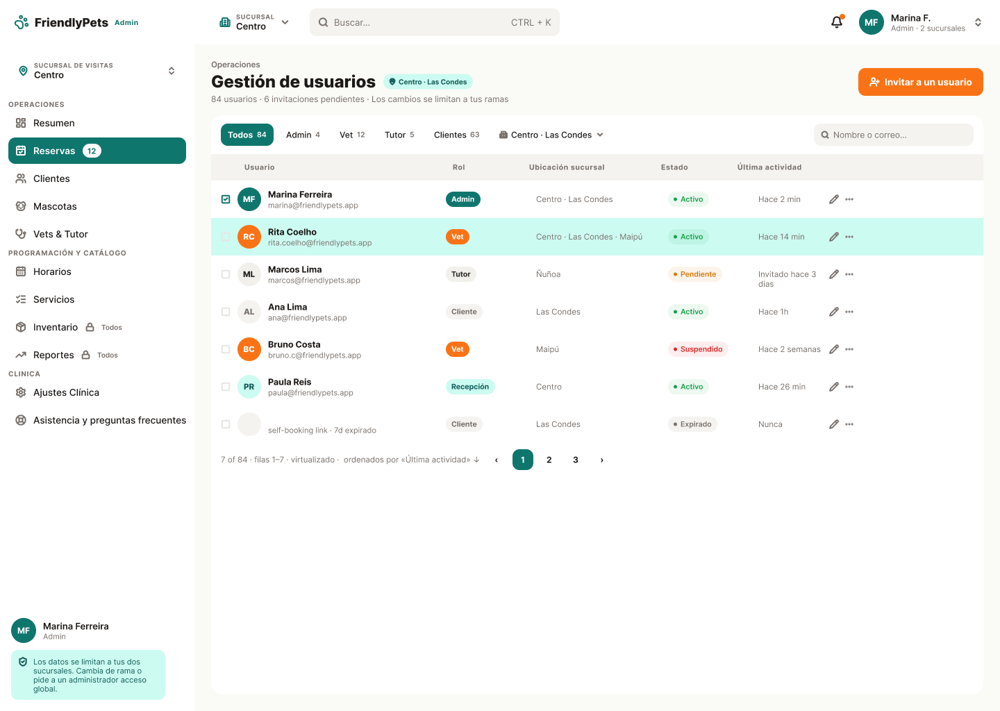 FriendlyPets Admin
SUCURSAL
Centro
Buscar...
CTRL + K
MF
Marina F.
Admin · 2 sucursales
SUCURSAL DE VISITAS
Centro
OPERACIONES
Resumen
Reservas 12
Clientes
Mascotas
Vets & Tutor
PROGRAMACIÓN Y CATÁLOGO
Horarios
Servicios
Inventario Todos
Reportes Todos
CLINICA
Ajustes Clínica
Asistencia y preguntas frecuentes
MF
Marina Ferreira
Admin
Los datos se limitan a tus dos
sucursales. Cambia de rama o
pide a un administrador acceso
global.
Operaciones
Gestión de usuarios
Centro · Las Condes
84 usuarios · 6 invitaciones pendientes · Los cambios se limitan a tus ramas
Invitar a un usuario
Todos 84
Admin 4
Vet 12
Tutor 5
Clientes 63
Centro · Las Condes
Nombre o correo...
Usuario Rol Ubicación sucursal Estado Última actividad
MF
Marina Ferreira
marina@friendlypets.app
Admin
Centro · Las Condes
Activo
Hace 2 min
RC
Rita Coelho
rita.coelho@friendlypets.app
Vet
Centro · Las Condes · Maipú
Activo
Hace 14 min
ML
Marcos Lima
marcos@friendlypets.app
Tutor
Ñuñoa
Pendiente
Invitado hace 3
dias
AL
Ana Lima
ana@friendlypets.app
Cliente
Las Condes
Activo
Hace 1h
BC
Bruno Costa
bruno.c@friendlypets.app
Vet
Maipú
Suspendido
Hace 2 semanas
PR
Paula Reis
paula@friendlypets.app
Recepción
Centro
Activo
Hace 26 min
self-booking link · 7d expirado
Cliente
Las Condes
Expirado
Nunca
7 of 84 · filas 1–7 · virtualizado · ordenados por «Última actividad» ↓
‹ 1 2 3 ›